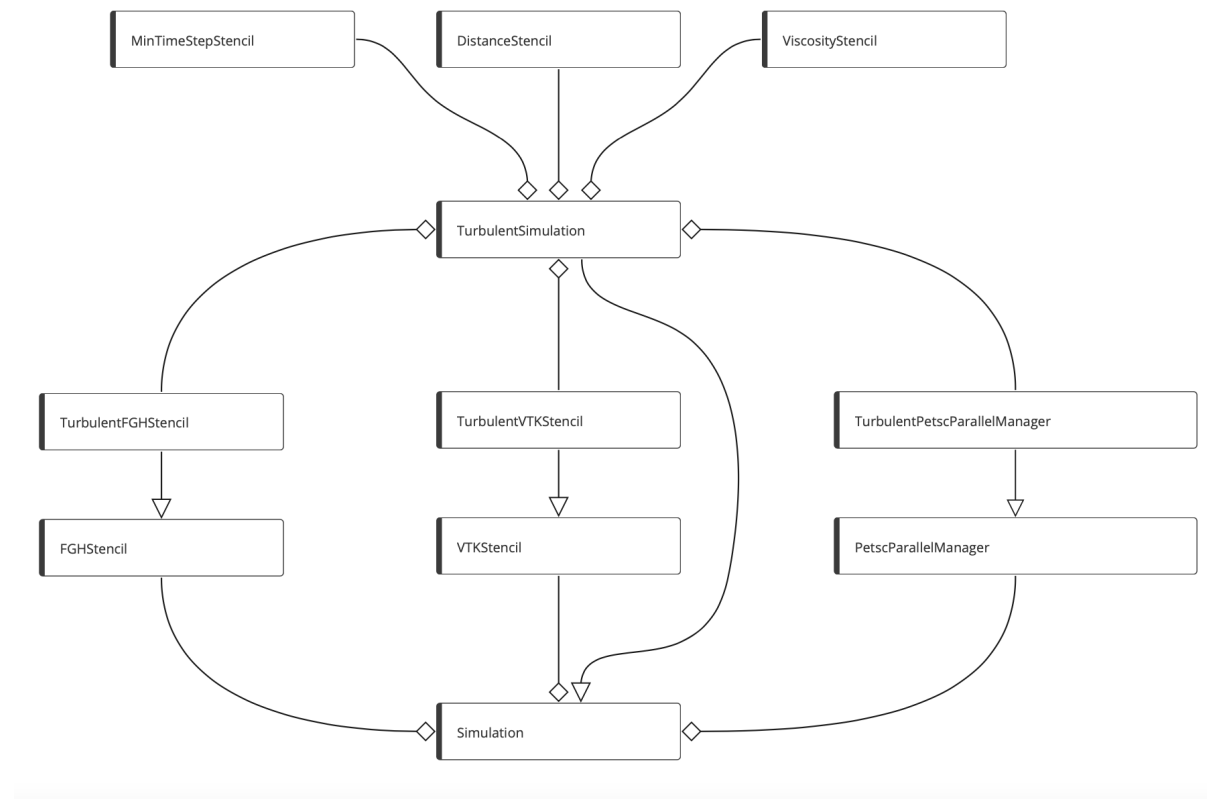 MinTimeStepStencil
DistanceStencil
ViscosityStencil
TurbulentSimulation
TurbulentFGHStencil
TurbulentVTKStencil
TurbulentPetscParallelManager
FGHStencil
VTKStencil
PetscParallelManager
Simulation